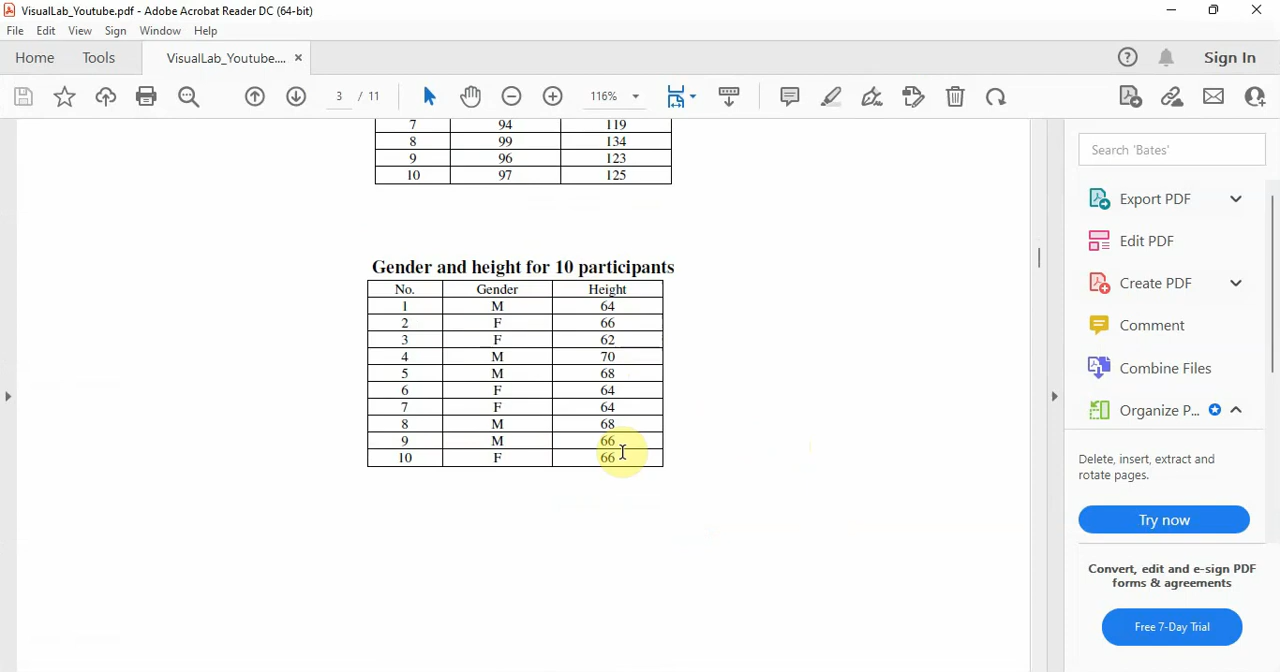 VisualLab_Youtube.pdf - Adobe Acrobat Reader DC (64-bit)
File Edit View Sign Window Help
Home Tools VisualLab_Youtube.... × Sign In
3 / 11 116%
7 94 119
8 99 134
9 96 123
10 97 125
Gender and height for 10 participants
No. Gender Height
1 M 64
2 F 66
3 F 62
4 M 70
5 M 68
6 F 64
7 F 64
8 M 68
9 M 66
10 F 66
Search 'Bates'
Export PDF
Edit PDF
Create PDF
Comment
Combine Files
Organize P...
Delete, insert, extract and
rotate pages.
Try now
Convert, edit and e-sign PDF
forms & agreements
Free 7-Day Trial